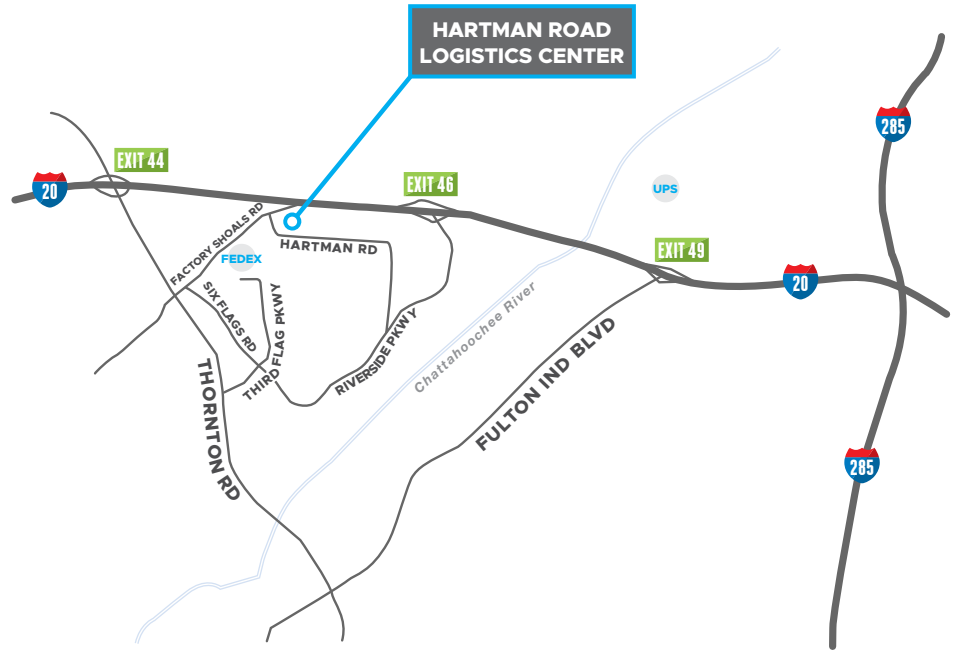 HARTMAN ROAD
LOGISTICS CENTER
285
EXIT 44
20
EXIT 46
UPS
FACTORY SHOALS RD
HARTMAN RD
EXIT 49
FEDEX
20
SIX FLAGS RD
THIRD FLAG PKWY
RIVERSIDE PKWY
Chattahoochee River
FULTON IND BLVD
THORNTON RD
285